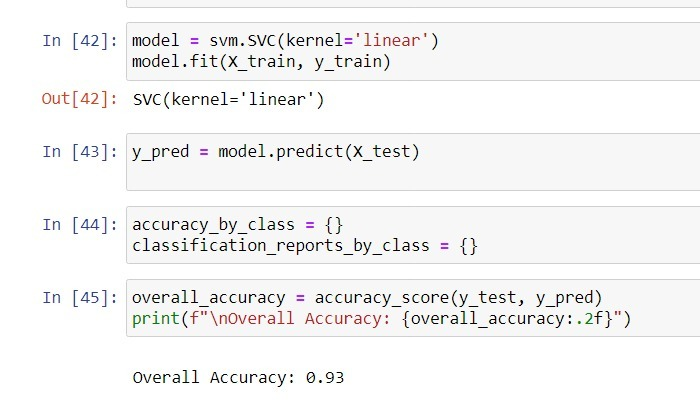 In [42]: model = svm.SVC(kernel='linear')
model.fit(X_train, y_train)
Out[42]: SVC(kernel='linear')
In [43]: y_pred = model.predict(X_test)
In [44]: accuracy_by_class = {}
classification_reports_by_class = {}
In [45]: overall_accuracy = accuracy_score(y_test, y_pred)
print(f"\nOverall Accuracy: {overall_accuracy:.2f}")
Overall Accuracy: 0.93